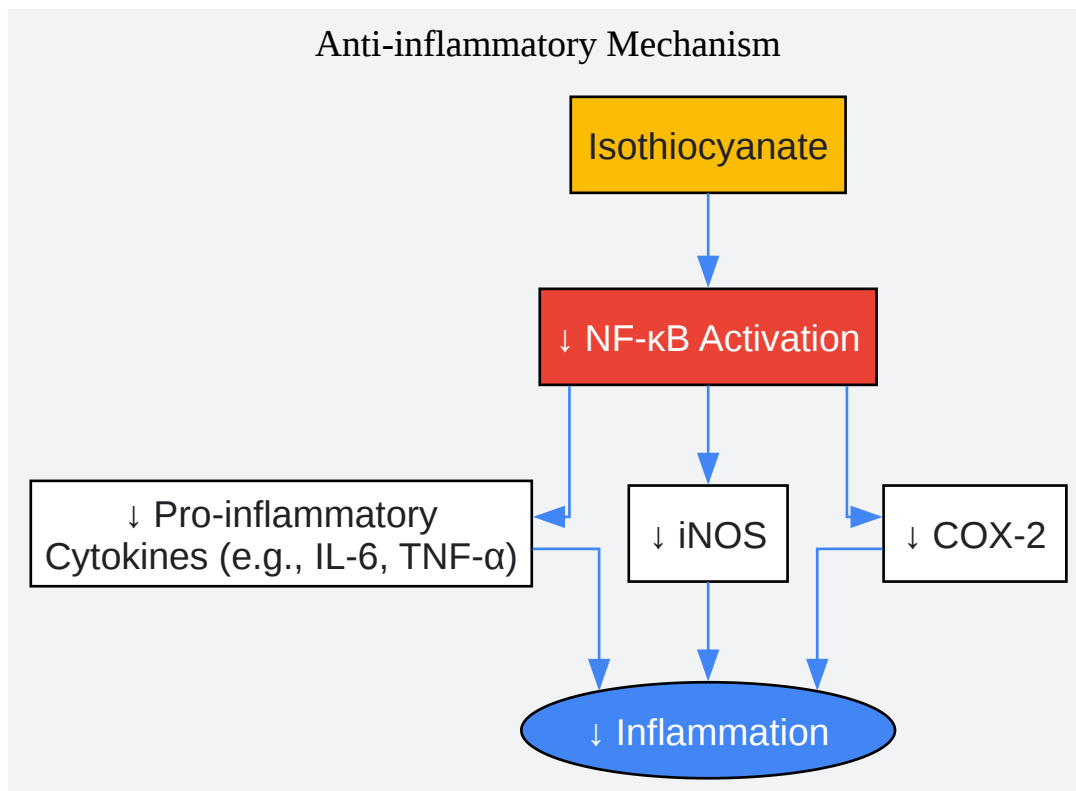 Anti-inflammatory Mechanism
Isothiocyanate
↓ NF-κB Activation
↓ Pro-inflammatory
Cytokines (e.g., IL-6, TNF-α)
↓ iNOS
↓ COX-2
↓ Inflammation